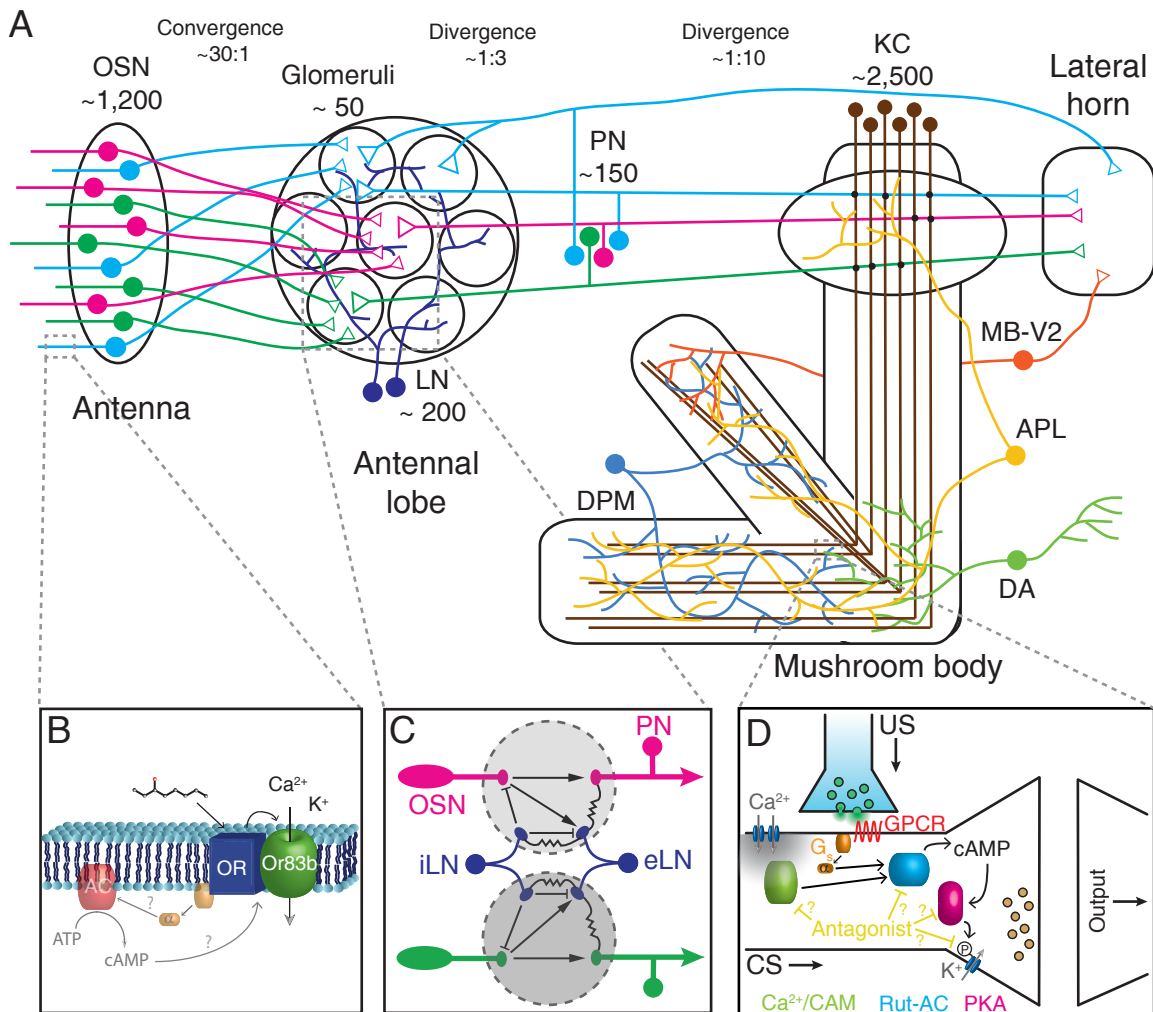 A
Convergence
~30:1
Divergence
~1:3
Divergence
~1:10
OSN
~1,200
Glomeruli
~ 50
PN
~150
KC
~2,500
Lateral
horn
LN
~ 200
Antenna
Antennal
lobe
MB-V2
APL
DPM
DA
Mushroom body
B
Ca²⁺
K⁺
AC
OR
Or83b
α
?
ATP
cAMP
?
C
PN
OSN
iLN
eLN
D
US
Ca²⁺
GPCR
Gs
α
cAMP
?
?
?
Antagonist
?
P
K⁺
CS
Output
Ca²⁺/CAM
Rut-AC
PKA